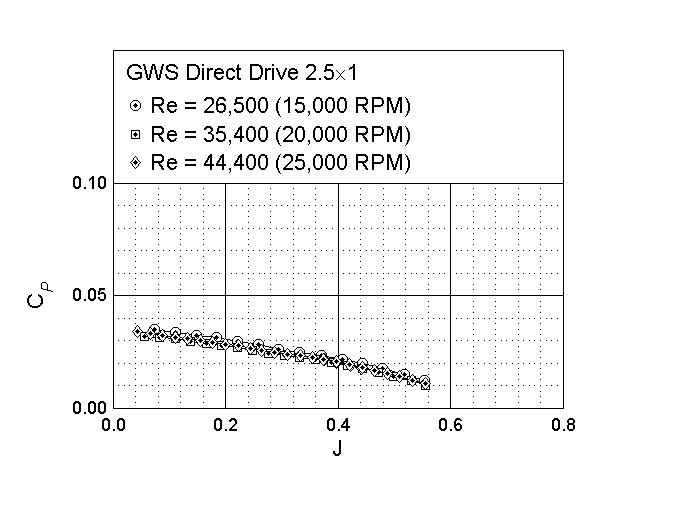 GWS Direct Drive 2.5×1
Re = 26,500 (15,000 RPM)
Re = 35,400 (20,000 RPM)
Re = 44,400 (25,000 RPM)
0.10
0.05
0.00
CP
0.0 0.2 0.4 0.6 0.8
J